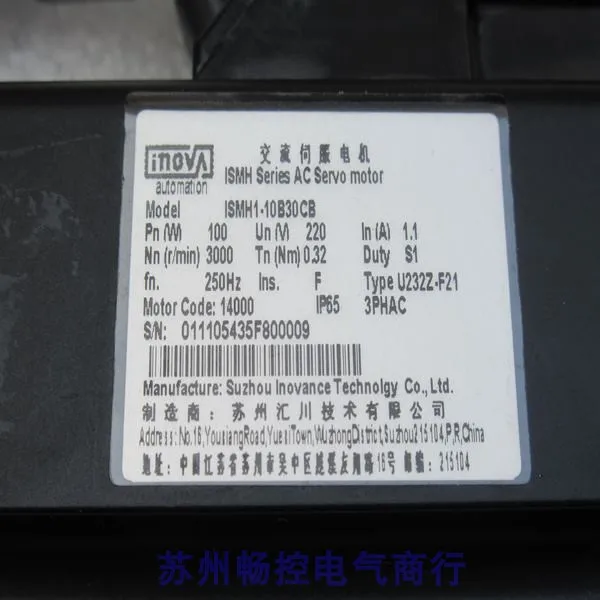 inova
automation
交流伺服电机
ISMH Series AC Servo motor
Model ISMH1-10B30CB
Pn (W) 100 Un (V) 220 In (A) 1.1
Nn (r/min) 3000 Tn (Nm) 0.32 Duty S1
fn. 250Hz Ins. F Type U232Z-F21
Motor Code: 14000 IP65 3PHAC
S/N: 011105435F800009
Manufacture: Suzhou Inovance Technolgy Co., Ltd.
制造商：苏州汇川技术有限公司
Address: No.16,YouxiangRoad,YuexiTown,WuzhongDistrict,Suzhou215104,P,R,China
地址：中国江苏省苏州市吴中区越溪友翔路16号 邮编：215104
苏州畅控电气商行